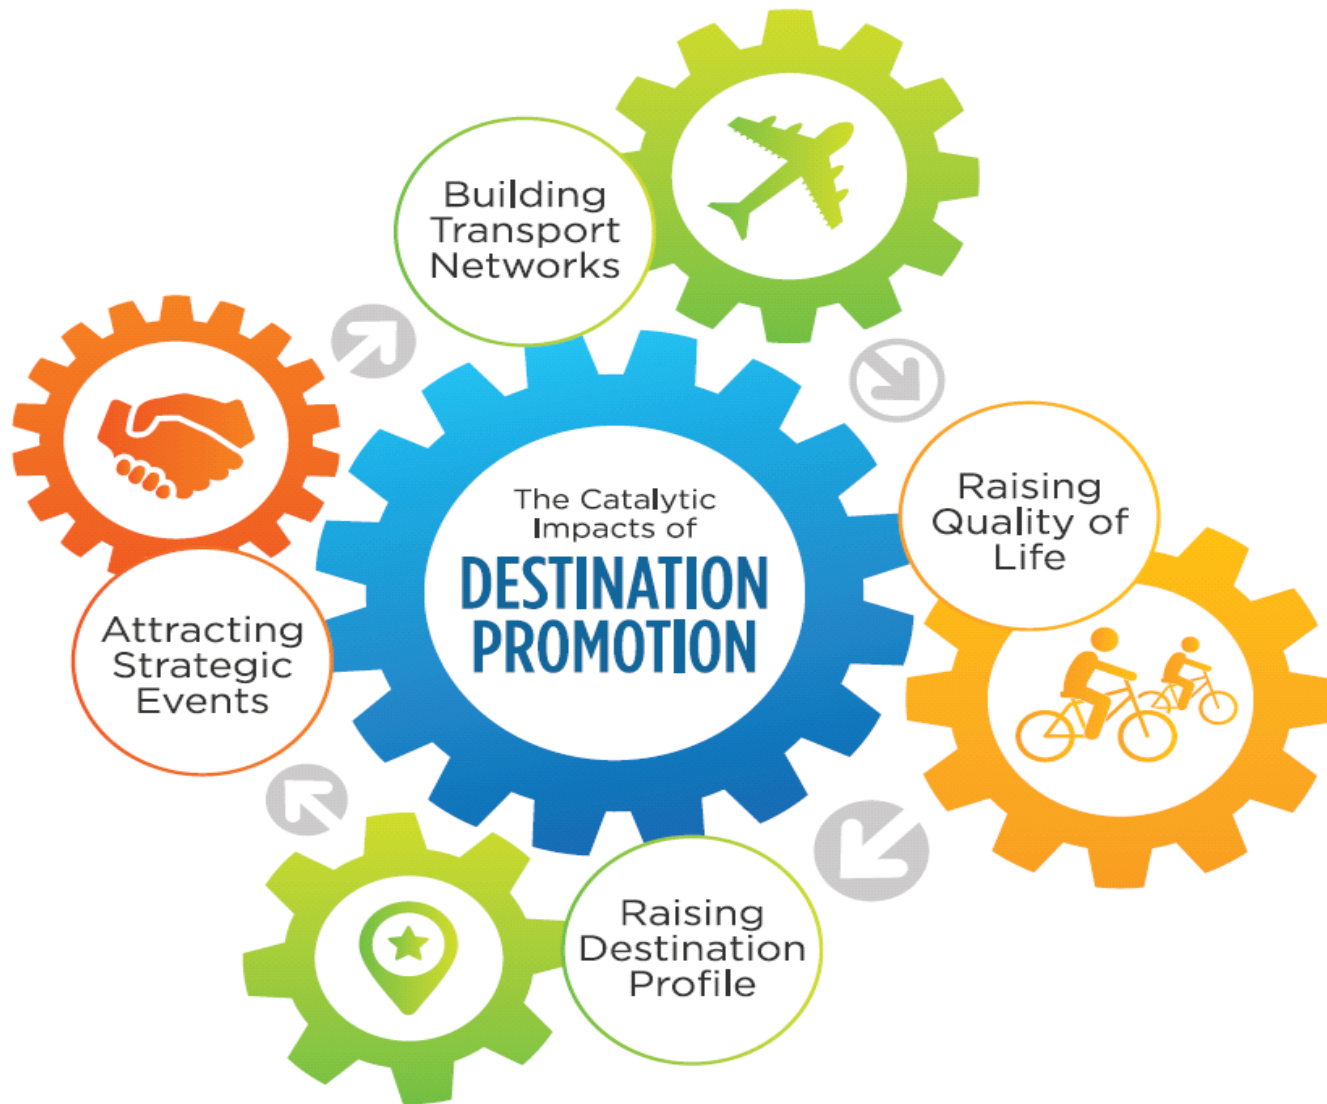 Building
Transport
Networks
The Catalytic
Impacts of
DESTINATION
PROMOTION
Raising
Quality of
Life
Attracting
Strategic
Events
Raising
Destination
Profile